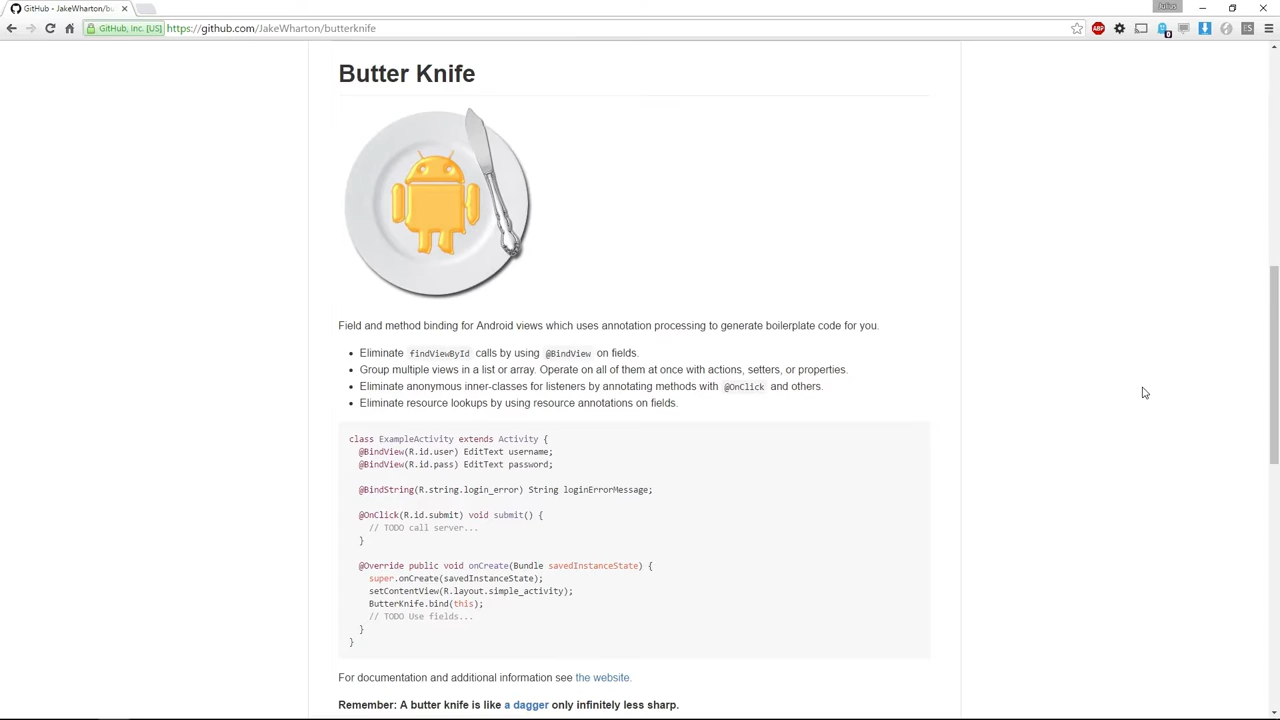 GitHub - JakeWharton/bu
Julius
GitHub, Inc. [US]
https://github.com/JakeWharton/butterknife
ABP
0
ES
Butter Knife
Field and method binding for Android views which uses annotation processing to generate boilerplate code for you.
• Eliminate findViewById calls by using @BindView on fields.
• Group multiple views in a list or array. Operate on all of them at once with actions, setters, or properties.
• Eliminate anonymous inner-classes for listeners by annotating methods with @OnClick and others.
• Eliminate resource lookups by using resource annotations on fields.
class ExampleActivity extends Activity {
@BindView(R.id.user) EditText username;
@BindView(R.id.pass) EditText password;
@BindString(R.string.login_error) String loginErrorMessage;
@OnClick(R.id.submit) void submit() {
// TODO call server...
}
@Override public void onCreate(Bundle savedInstanceState) {
super.onCreate(savedInstanceState);
setContentView(R.layout.simple_activity);
ButterKnife.bind(this);
// TODO Use fields...
}
}
For documentation and additional information see the website.
Remember: A butter knife is like a dagger only infinitely less sharp.